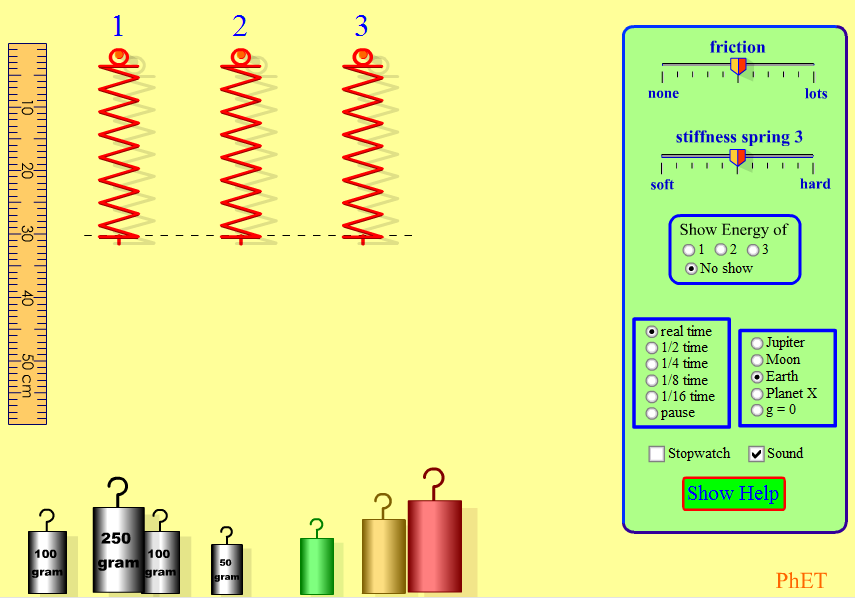 1 2 3
10
20
30
40
50 cm
friction
none lots
stiffness spring 3
soft hard
Show Energy of
1 2 3
No show
real time
1/2 time
1/4 time
1/8 time
1/16 time
pause
Jupiter
Moon
Earth
Planet X
g = 0
Stopwatch Sound
Show Help
100
gram
250
gram
100
gram
50
gram
PhET